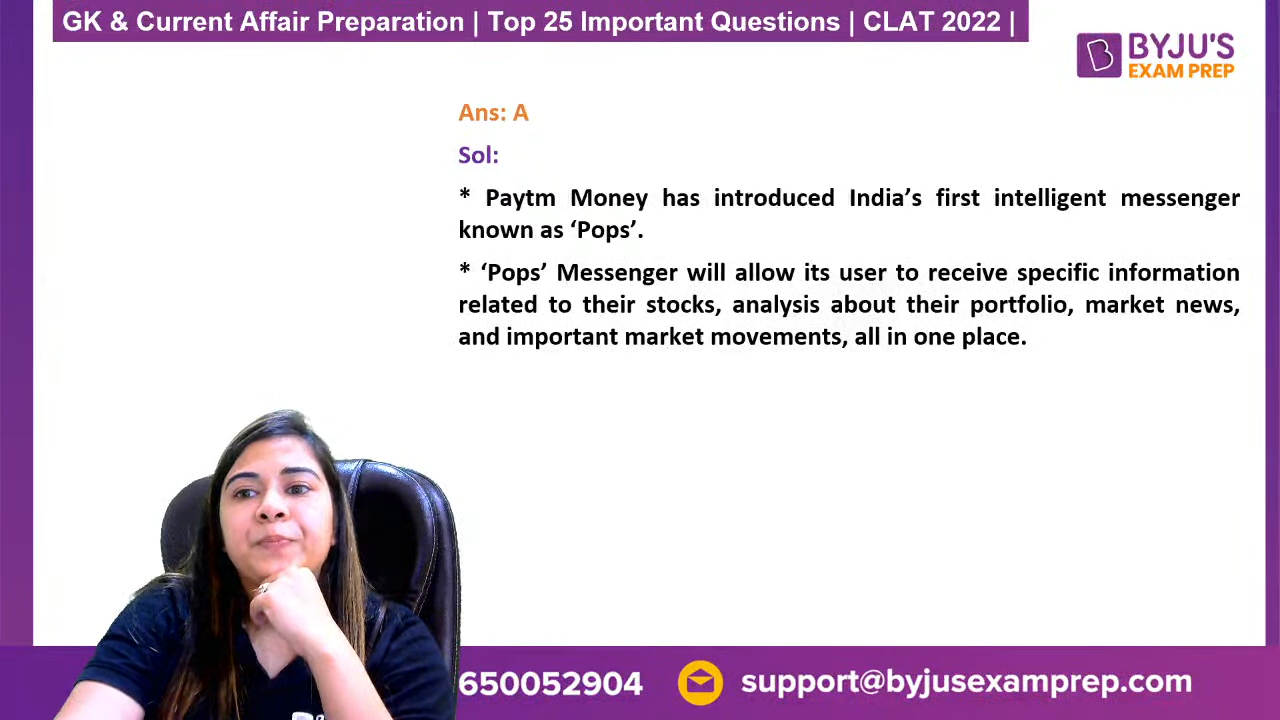 GK & Current Affair Preparation | Top 25 Important Questions | CLAT 2022 |
BYJU'S
EXAM PREP
Ans: A
Sol:
* Paytm Money has introduced India’s first intelligent messenger
known as ‘Pops’.
* ‘Pops’ Messenger will allow its user to receive specific information
related to their stocks, analysis about their portfolio, market news,
and important market movements, all in one place.
650052904
support@byjusexamprep.com